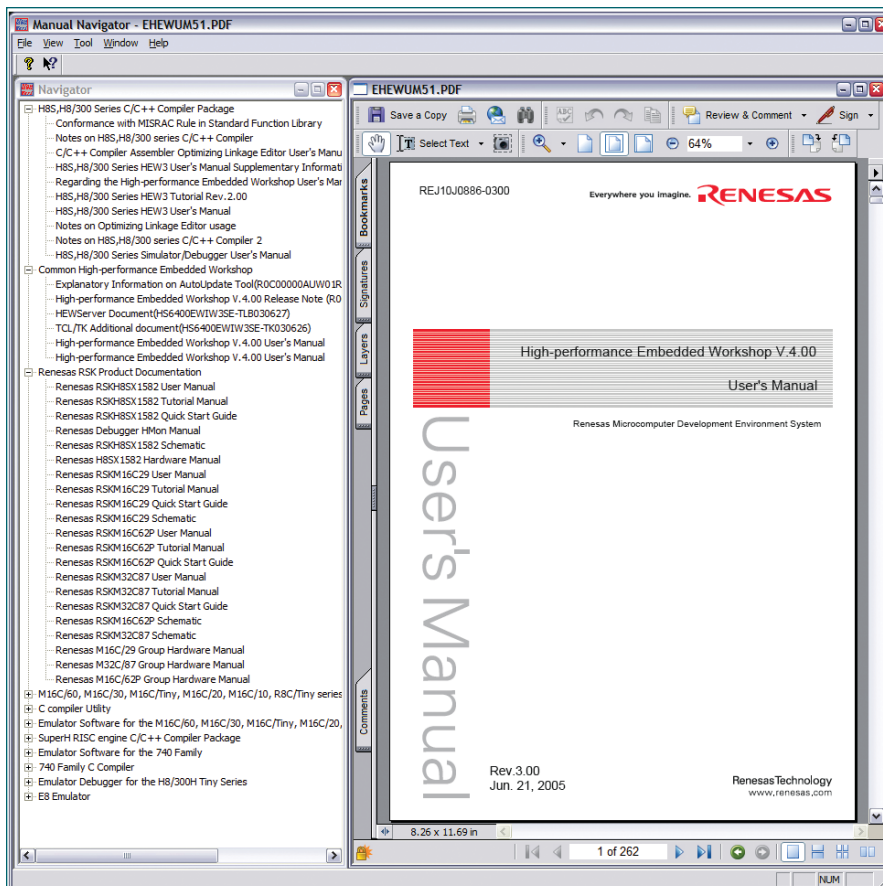 Manual Navigator - EHEWUM51.PDF
File View Tool Window Help
Navigator
H8S,H8/300 Series C/C++ Compiler Package
Conformance with MISRAC Rule in Standard Function Library
Notes on H8S,H8/300 series C/C++ Compiler
C/C++ Compiler Assembler Optimizing Linkage Editor User's Manu
H8S,H8/300 Series HEW3 User's Manual Supplementary Informati
Regarding the High-performance Embedded Workshop User's Mar
H8S,H8/300 Series HEW3 Tutorial Rev.2.00
H8S,H8/300 Series HEW3 User's Manual
Notes on Optimizing Linkage Editor usage
Notes on H8S,H8/300 series C/C++ Compiler 2
H8S,H8/300 Series Simulator/Debugger User's Manual
Common High-performance Embedded Workshop
Explanatory Information on AutoUpdate Tool(R0C00000AUW01R
High-performance Embedded Workshop V.4.00 Release Note (R0
HEWServer Document(HS6400EWIW3SE-TLB030627)
TCL/TK Additional document(HS6400EWIW3SE-TK030626)
High-performance Embedded Workshop V.4.00 User's Manual
High-performance Embedded Workshop V.4.00 User's Manual
Renesas RSK Product Documentation
Renesas RSKH8SX1582 User Manual
Renesas RSKH8SX1582 Tutorial Manual
Renesas RSKH8SX1582 Quick Start Guide
Renesas Debugger HMon Manual
Renesas RSKH8SX1582 Schematic
Renesas H8SX1582 Hardware Manual
Renesas RSKM16C29 User Manual
Renesas RSKM16C29 Tutorial Manual
Renesas RSKM16C29 Quick Start Guide
Renesas RSKM16C29 Schematic
Renesas RSKM16C62P User Manual
Renesas RSKM16C62P Tutorial Manual
Renesas RSKM16C62P Quick Start Guide
Renesas RSKM32C87 User Manual
Renesas RSKM32C87 Tutorial Manual
Renesas RSKM32C87 Quick Start Guide
Renesas RSKM16C62P Schematic
Renesas RSKM32C87 Schematic
Renesas M16C/29 Group Hardware Manual
Renesas M32C/87 Group Hardware Manual
Renesas M16C/62P Group Hardware Manual
M16C/60, M16C/30, M16C/Tiny, M16C/20, M16C/10, R8C/Tiny series
C compiler Utility
Emulator Software for the M16C/60, M16C/30, M16C/Tiny, M16C/20,
SuperH RISC engine C/C++ Compiler Package
Emulator Software for the 740 Family
740 Family C Compiler
Emulator Debugger for the H8/300H Tiny Series
E8 Emulator
EHEWUM51.PDF
Save a Copy Review & Comment Sign
Select Text 64%
Bookmarks
Signatures
Layers
Pages
Comments
REJ10J0886-0300
Everywhere you imagine. RENESAS
High-performance Embedded Workshop V.4.00
User's Manual
Renesas Microcomputer Development Environment System
User's Manual
Rev.3.00
Jun. 21, 2005
RenesasTechnology
www.renesas.com
8.26 x 11.69 in
1 of 262
NUM